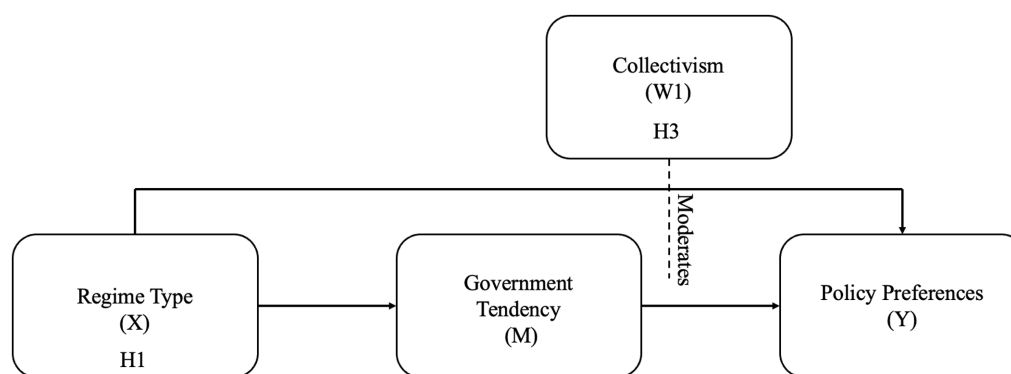 Collectivism
(W1)
H3
Moderates
Regime Type
(X)
H1
Government
Tendency
(M)
Policy Preferences
(Y)